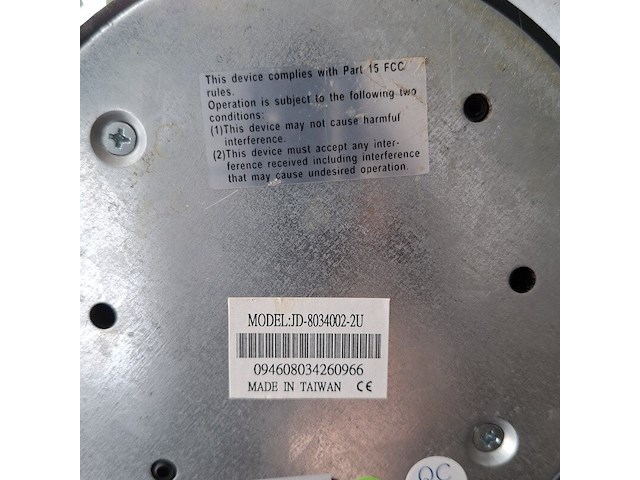 This device complies with Part 15 FCC
rules.
Operation is subject to the following two
conditions:
(1)This device may not cause harmful
interference.
(2)This device must accept any inter-
ference received including interference
that may cause undesired operation.
MODEL:JD-8034002-2U
094608034260966
MADE IN TAIWAN CE
QC